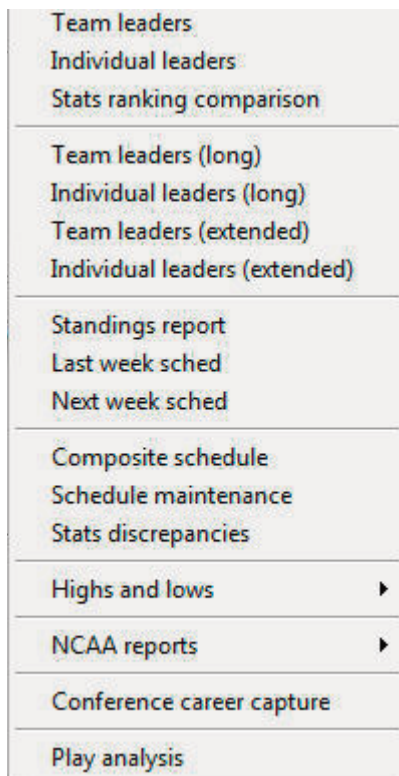 Team leaders
Individual leaders
Stats ranking comparison
Team leaders (long)
Individual leaders (long)
Team leaders (extended)
Individual leaders (extended)
Standings report
Last week sched
Next week sched
Composite schedule
Schedule maintenance
Stats discrepancies
Highs and lows
NCAA reports
Conference career capture
Play analysis